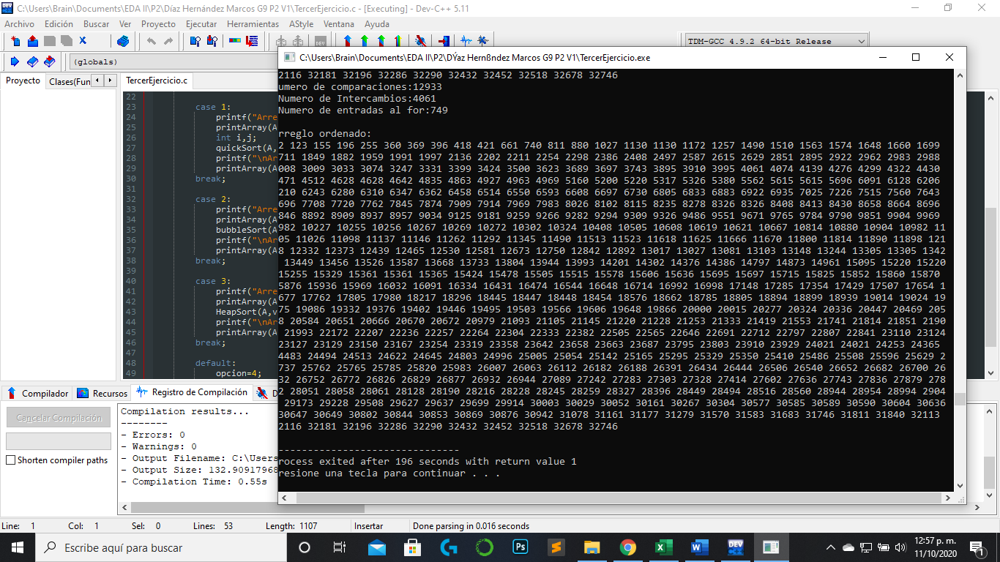 C:\Users\Brain\Documents\EDA II\P2\Díaz Hernández Marcos G9 P2 V1\TercerEjercicio.c - [Executing] - Dev-C++ 5.11
Archivo Edición Buscar Ver Proyecto Ejecutar Herramientas AStyle Ventana Ayuda
TDM-GCC 4.9.2 64-bit Release
(globals)
Proyecto Clases(Fun
TercerEjercicio.c
22
23 case 1:
24 printf("Arre
25 printArray(A
26 int i,j;
27 quickSort(A,
28 printf("\nAr
29 printArray(A
30 break;
31
32 case 2:
33 printf("Arre
34 printArray(A
35 bubbleSort(A
36 printf("\nAr
37 printArray(A
38 break;
39
40 case 3:
41 printf("Arre
42 printArray(A
43 HeapSort(A,v
44 printf("\nAr
45 printArray(A
46 break;
47
48 default:
49 opcion=4;
C:\Users\Brain\Documents\EDA II\P2\DÝaz Hernßndez Marcos G9 P2 V1\TercerEjercicio.exe
2116 32181 32196 32286 32290 32432 32452 32518 32678 32746
umero de comparaciones:12933
Numero de Intercambios:4061
Numero de entradas al for:749
rreglo ordenado:
2 123 155 196 255 360 369 396 418 421 661 740 811 880 1027 1130 1130 1172 1257 1490 1510 1563 1574 1648 1660 1699
711 1849 1882 1959 1991 1997 2136 2202 2211 2254 2298 2386 2408 2497 2587 2615 2629 2851 2895 2922 2962 2983 2988
008 3009 3033 3074 3247 3331 3399 3424 3500 3623 3689 3697 3743 3895 3910 3995 4061 4074 4139 4276 4299 4322 4430
471 4512 4628 4628 4642 4835 4863 4927 4963 4969 5160 5200 5220 5317 5326 5380 5562 5615 5615 5696 6091 6128 6206
210 6243 6280 6310 6347 6362 6458 6514 6550 6593 6608 6697 6730 6805 6833 6883 6922 6935 7025 7226 7515 7560 7643
696 7708 7720 7762 7845 7874 7909 7914 7969 7983 8026 8102 8115 8235 8278 8326 8326 8408 8413 8430 8658 8664 8696
846 8892 8909 8937 8957 9034 9125 9181 9259 9266 9282 9294 9309 9326 9486 9551 9671 9765 9784 9790 9851 9904 9969
982 10227 10255 10256 10267 10269 10272 10302 10324 10408 10505 10608 10619 10621 10667 10814 10880 10904 10982 11
05 11026 11098 11137 11146 11262 11292 11345 11490 11513 11523 11618 11625 11666 11670 11800 11814 11890 11898 121
8 12332 12373 12439 12465 12530 12581 12673 12750 12842 12892 13017 13027 13081 13103 13148 13244 13305 13305 1342
13449 13456 13526 13587 13668 13733 13804 13944 13993 14201 14302 14376 14386 14797 14873 14961 15095 15220 15220
15255 15329 15361 15361 15365 15424 15478 15505 15515 15578 15606 15636 15695 15697 15715 15825 15852 15860 15870
5876 15936 15969 16032 16091 16334 16431 16474 16544 16648 16714 16992 16998 17148 17285 17354 17429 17507 17654 1
677 17762 17805 17980 18217 18296 18445 18447 18448 18454 18576 18662 18785 18805 18894 18899 18939 19014 19024 19
75 19086 19332 19376 19402 19446 19495 19503 19566 19606 19648 19866 20000 20015 20277 20324 20336 20447 20469 205
8 20584 20651 20666 20670 20672 20979 21093 21105 21145 21220 21228 21253 21333 21419 21553 21741 21814 21851 2190
21993 22172 22207 22236 22257 22264 22304 22333 22382 22505 22565 22646 22691 22712 22797 22807 22841 23110 23124
23127 23129 23150 23167 23254 23319 23358 23642 23658 23663 23687 23795 23803 23910 23929 24021 24021 24253 24365
4483 24494 24513 24622 24645 24803 24996 25005 25054 25142 25165 25295 25329 25350 25410 25486 25508 25596 25629 2
737 25762 25765 25785 25820 25983 26007 26063 26112 26182 26188 26391 26434 26444 26506 26540 26652 26682 26700 26
32 26752 26772 26826 26829 26877 26932 26944 27089 27242 27283 27303 27328 27414 27602 27636 27743 27836 27879 278
2 28051 28058 28061 28128 28190 28216 28228 28245 28259 28327 28396 28449 28494 28516 28560 28944 28954 28994 2904
29173 29228 29508 29627 29637 29699 29914 30003 30029 30052 30161 30267 30304 30577 30585 30589 30590 30604 30636
30647 30649 30802 30844 30853 30869 30876 30942 31078 31161 31177 31279 31570 31583 31683 31746 31811 31840 32113
2116 32181 32196 32286 32290 32432 32452 32518 32678 32746
-------------------------------
rocess exited after 196 seconds with return value 1
resione una tecla para continuar . . .
Compilador Recursos Registro de Compilación D
Cancelar Compilación
Shorten compiler paths
Compilation results...
--------
- Errors: 0
- Warnings: 0
- Output Filename: C:\Users
- Output Size: 132.90917968
- Compilation Time: 0.55s
Line: 1 Col: 1 Sel: 0 Lines: 53 Length: 1107 Insertar Done parsing in 0.016 seconds
Escribe aquí para buscar
12:57 p. m.
11/10/2020
1